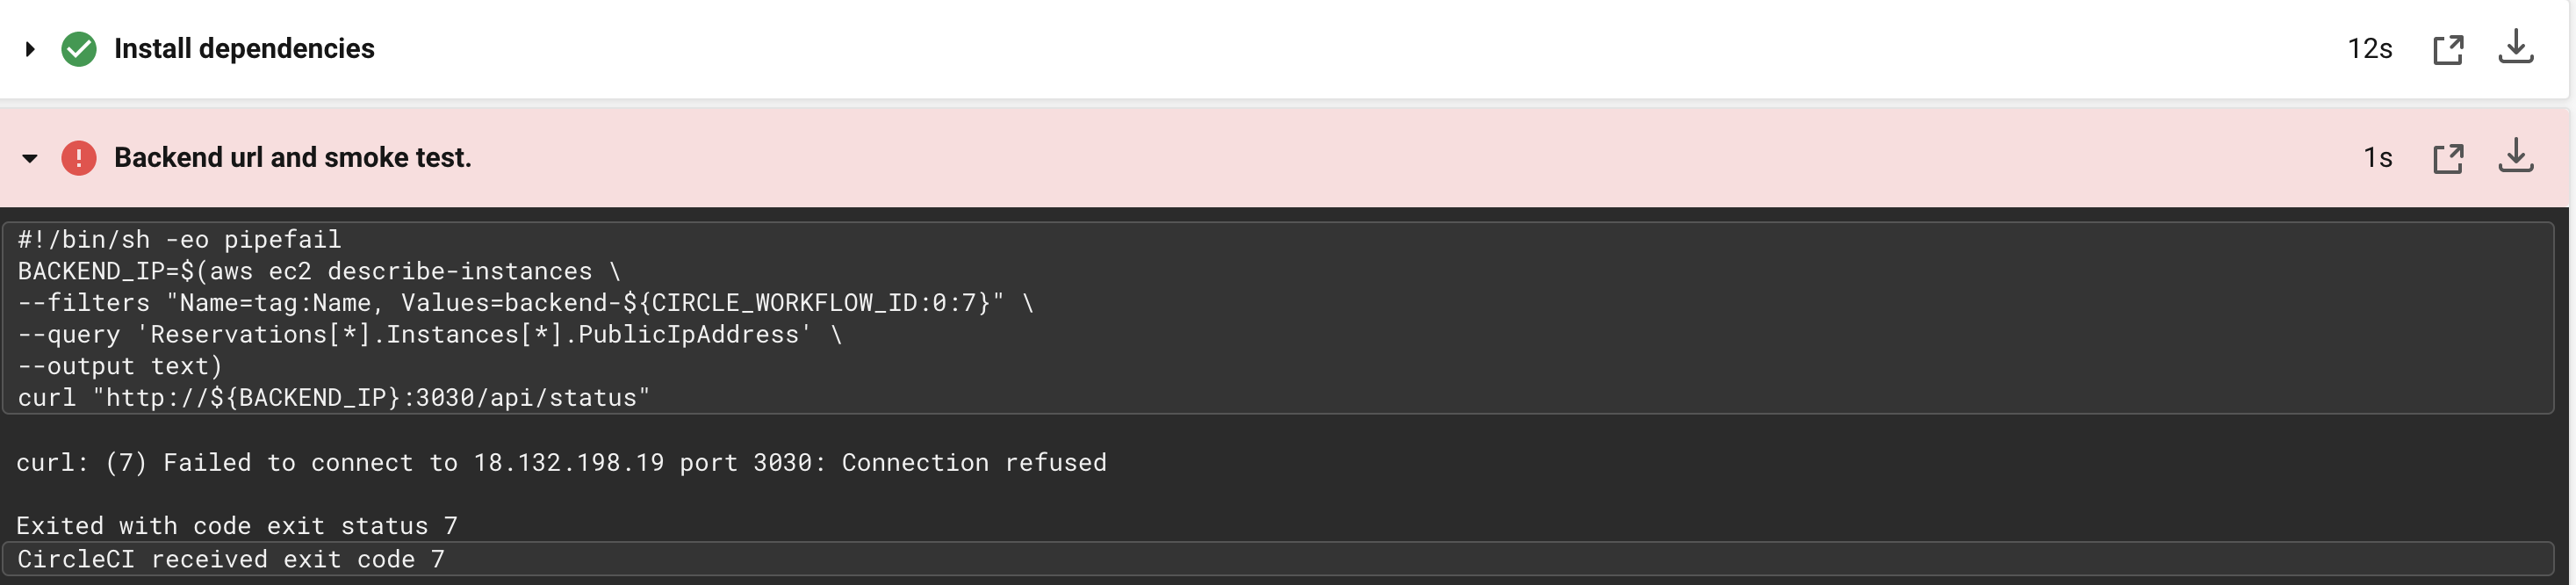 Install dependencies 12s
Backend url and smoke test. 1s
#!/bin/sh -eo pipefail
BACKEND_IP=$(aws ec2 describe-instances \
--filters "Name=tag:Name, Values=backend-${CIRCLE_WORKFLOW_ID:0:7}" \
--query 'Reservations[*].Instances[*].PublicIpAddress' \
--output text)
curl "http://${BACKEND_IP}:3030/api/status"
curl: (7) Failed to connect to 18.132.198.19 port 3030: Connection refused
Exited with code exit status 7
CircleCI received exit code 7